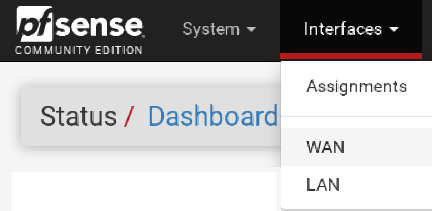 pfsense System Interfaces
COMMUNITY EDITION
Assignments
Status / Dashboard
WAN
LAN